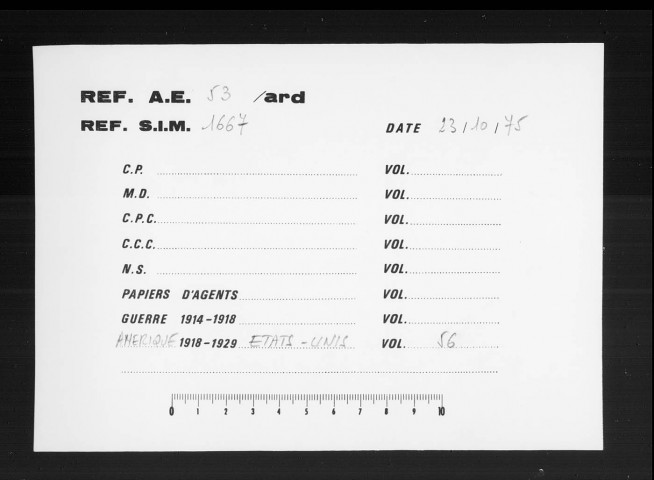 REF. A.E. 53 /ard
REF. S.I.M. 1667 DATE 23/10/75
C.P. VOL.
M.D. VOL.
C.P.C. VOL.
C.C.C. VOL.
N.S. VOL.
PAPIERS D'AGENTS VOL.
GUERRE 1914-1918 VOL.
AMERIQUE 1918-1929 ETATS-UNIS VOL. 56
0 1 2 3 4 5 6 7 8 9 10